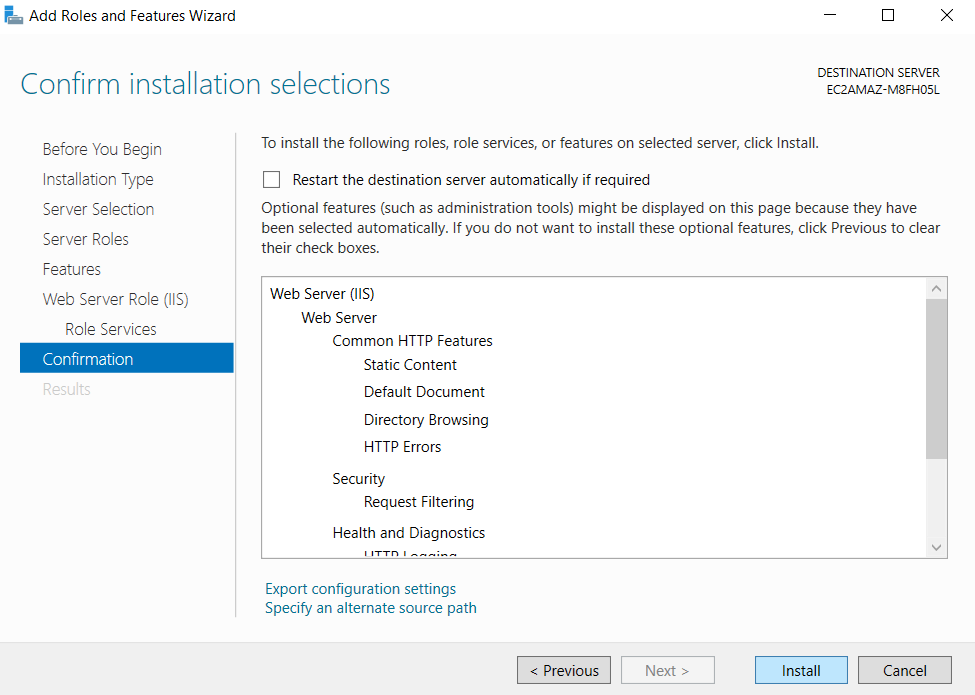 Add Roles and Features Wizard
Confirm installation selections
DESTINATION SERVER
EC2AMAZ-M8FH05L
Before You Begin
Installation Type
Server Selection
Server Roles
Features
Web Server Role (IIS)
Role Services
Confirmation
Results
To install the following roles, role services, or features on selected server, click Install.
Restart the destination server automatically if required
Optional features (such as administration tools) might be displayed on this page because they have
been selected automatically. If you do not want to install these optional features, click Previous to clear
their check boxes.
Web Server (IIS)
Web Server
Common HTTP Features
Static Content
Default Document
Directory Browsing
HTTP Errors
Security
Request Filtering
Health and Diagnostics
HTTP Logging
Export configuration settings
Specify an alternate source path
< Previous
Next >
Install
Cancel